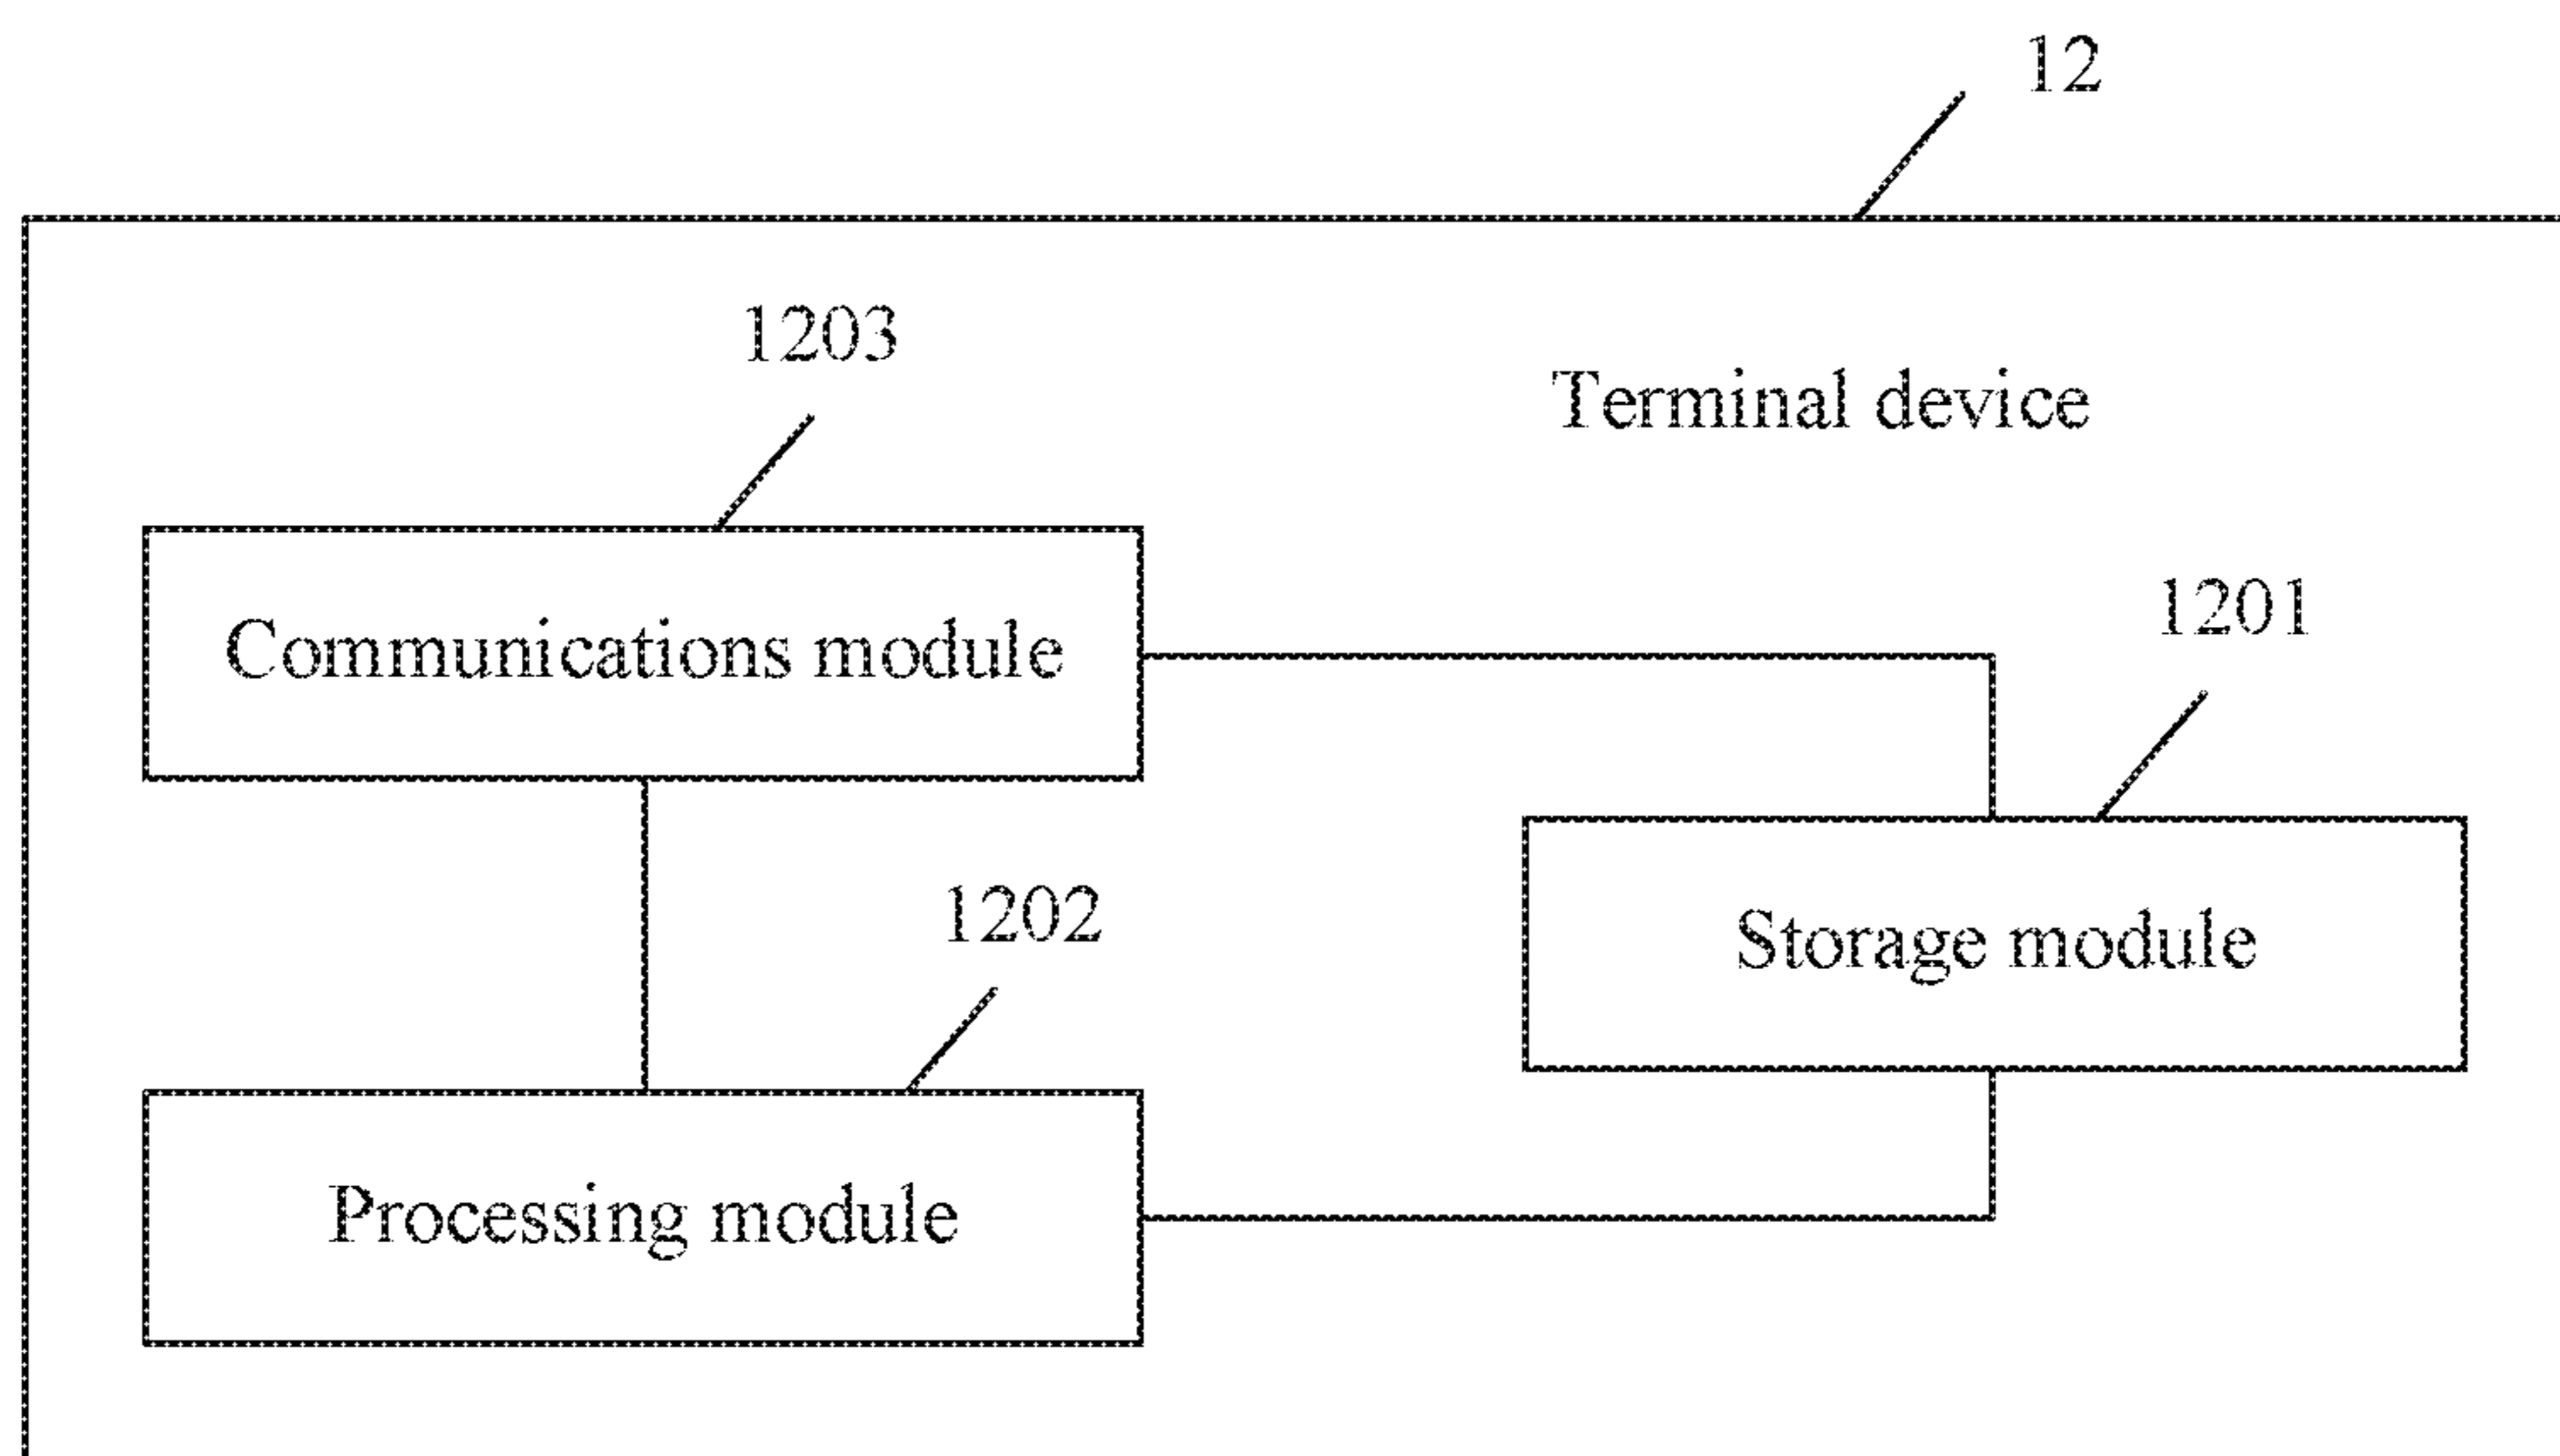 12
1203
Terminal device
1201
Communications module
1202
Storage module
Processing module